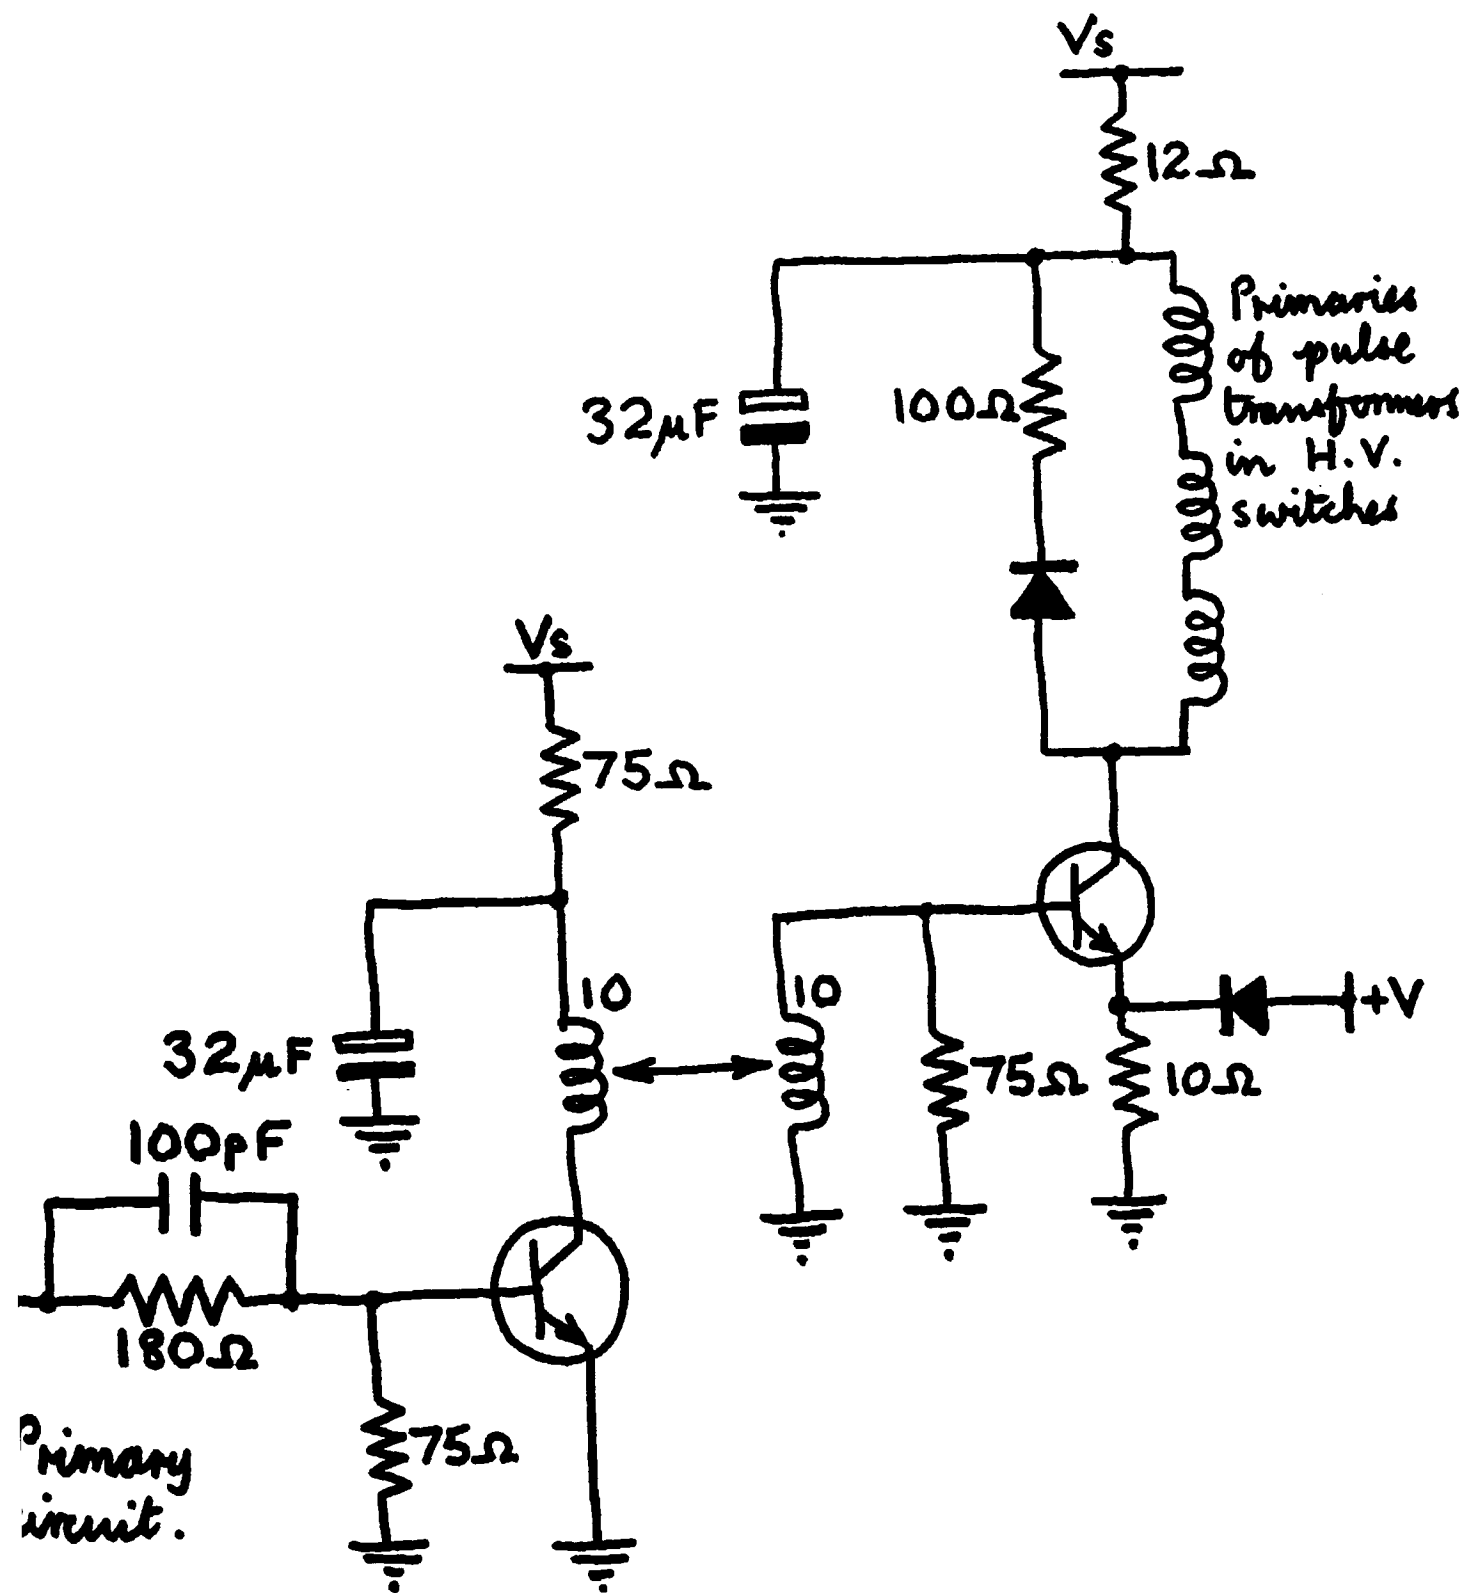 Vs
12Ω
Primaries
of pulse
transformers
in H.V.
switches
32μF
100Ω
Vs
75Ω
10
10
+V
32μF
75Ω
10Ω
100pF
180Ω
75Ω
Primary
ircuit.